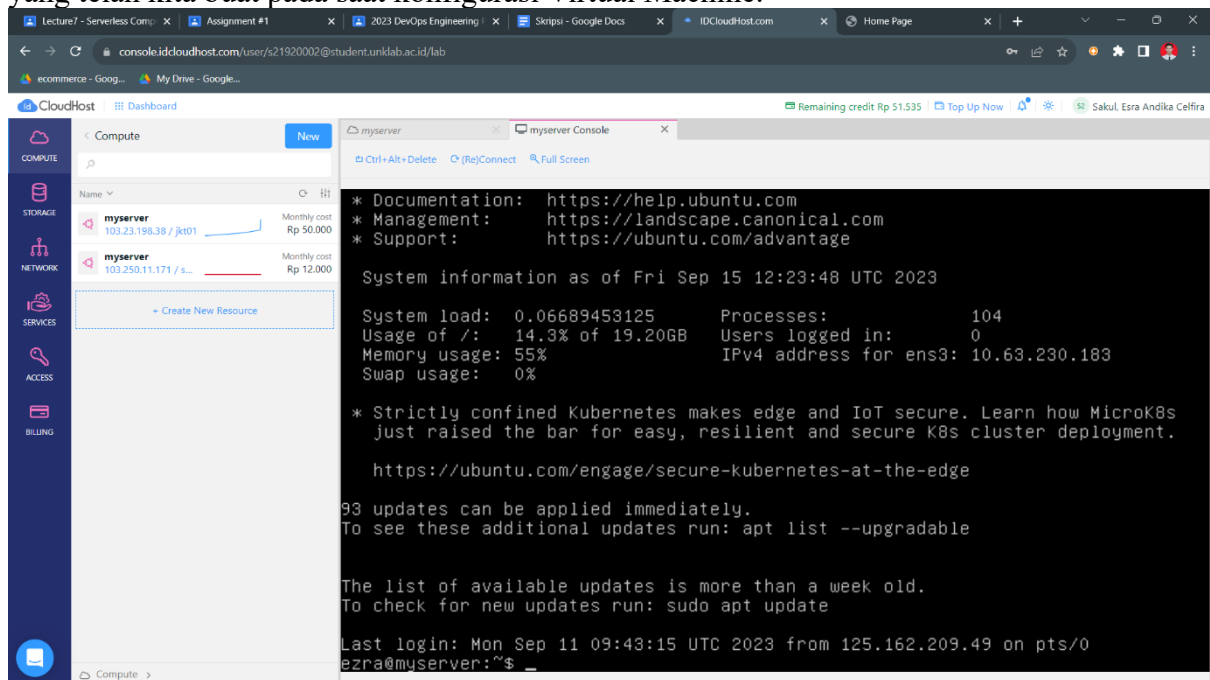 yang telah kita buat pada saat konfigurasi Virtual Machine.
Lecture7 - Serverless Comp
Assignment #1
2023 DevOps Engineering
Skripsi - Google Docs
IDCloudHost.com
Home Page
console.idcloudhost.com/user/s21920002@student.unklab.ac.id/lab
ecommerce - Goog...
My Drive - Google...
id CloudHost
Dashboard
Remaining credit Rp 51.535
Top Up Now
Sakul, Esra Andika Celfira
COMPUTE
STORAGE
NETWORK
SERVICES
ACCESS
BILLING
Compute
New
Name
myserver
103.23.198.38 / jkt01
Monthly cost
Rp 50.000
myserver
103.250.11.171 / s...
Monthly cost
Rp 12.000
+ Create New Resource
Compute >
myserver
myserver Console
Ctrl+Alt+Delete (Re)Connect Full Screen
* Documentation: https://help.ubuntu.com
* Management: https://landscape.canonical.com
* Support: https://ubuntu.com/advantage
System information as of Fri Sep 15 12:23:48 UTC 2023
System load: 0.06689453125 Processes: 104
Usage of /: 14.3% of 19.20GB Users logged in: 0
Memory usage: 55% IPv4 address for ens3: 10.63.230.183
Swap usage: 0%
* Strictly confined Kubernetes makes edge and IoT secure. Learn how MicroK8s
just raised the bar for easy, resilient and secure K8s cluster deployment.
https://ubuntu.com/engage/secure-kubernetes-at-the-edge
93 updates can be applied immediately.
To see these additional updates run: apt list --upgradable
The list of available updates is more than a week old.
To check for new updates run: sudo apt update
Last login: Mon Sep 11 09:43:15 UTC 2023 from 125.162.209.49 on pts/0
ezra@myserver:~$ _